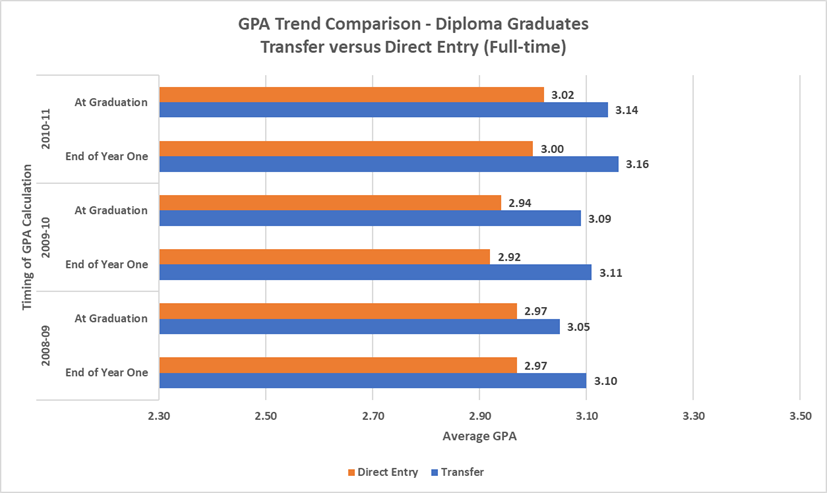 GPA Trend Comparison - Diploma Graduates
Transfer versus Direct Entry (Full-time)
Timing of GPA Calculation
2010-11
At Graduation
3.02
3.14
End of Year One
3.00
3.16
2009-10
At Graduation
2.94
3.09
End of Year One
2.92
3.11
2008-09
At Graduation
2.97
3.05
End of Year One
2.97
3.10
2.30 2.50 2.70 2.90 3.10 3.30 3.50
Average GPA
Direct Entry Transfer